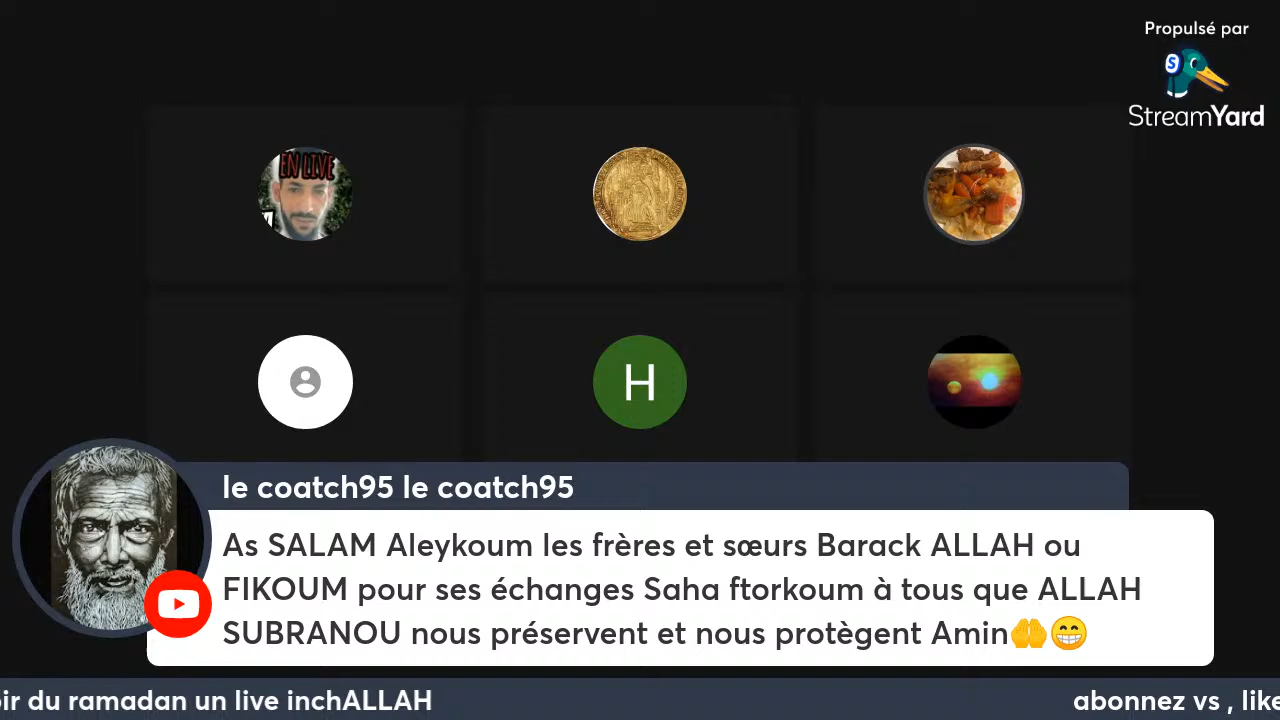 Propulsé par
S
StreamYard
EN LIVE
H
le coatch95 le coatch95
As SALAM Aleykoum les frères et sœurs Barack ALLAH ou
FIKOUM pour ses échanges Saha ftorkoum à tous que ALLAH
SUBRANOU nous préservent et nous protègent Amin🤲😁
oir du ramadan un live inchALLAH
abonnez vs , like